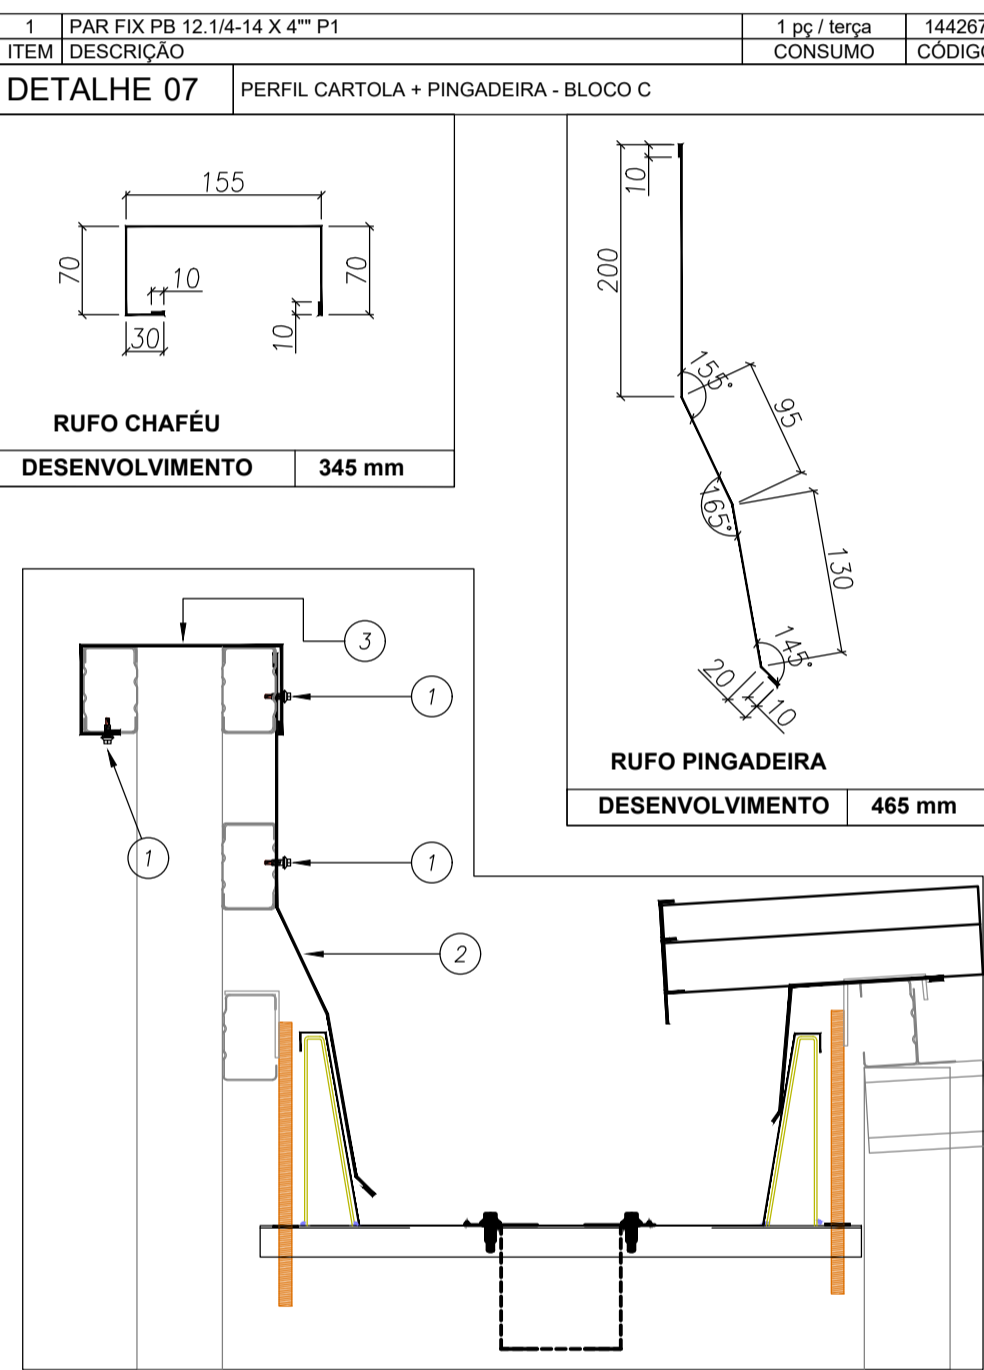 1 PAR FIX PB 12.1/4-14 X 4"" P1 1 pç / terça 144267
ITEM DESCRIÇÃO CONSUMO CÓDIGO
DETALHE 07 PERFIL CARTOLA + PINGADEIRA - BLOCO C
155
70
70
10
30
10
RUFO CHAFÉU
DESENVOLVIMENTO 345 mm
10
200
155°
95
165°
130
145°
20
10
RUFO PINGADEIRA
DESENVOLVIMENTO 465 mm
3
1
1
1
2